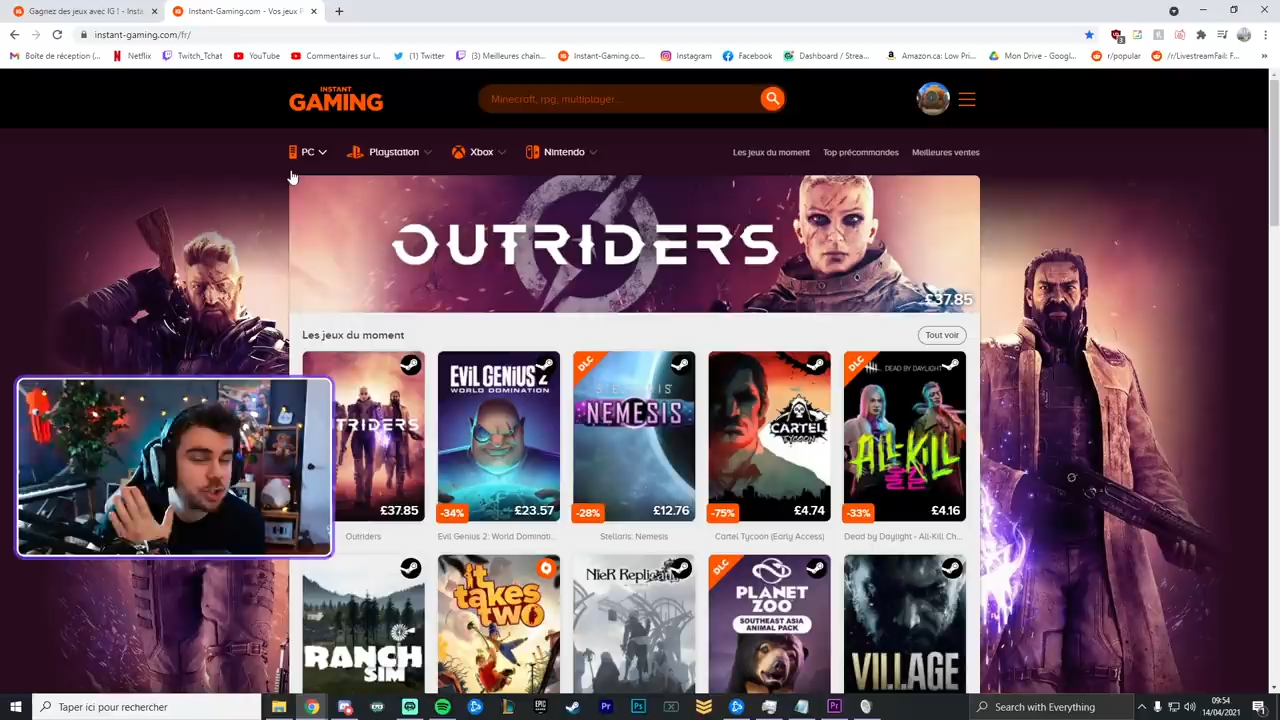 Gagnez des jeux avec IG ! - Insta
Instant-Gaming.com - Vos jeux P
instant-gaming.com/fr/
Boîte de réception (...
Netflix
Twitch_Tchat
YouTube
Commentaires sur l...
(1) Twitter
(3) Meilleures chaîn...
Instant-Gaming.co...
Instagram
Facebook
Dashboard / Strea...
Amazon.ca: Low Pri...
Mon Drive - Googl...
r/popular
/r/LivestreamFail: F...
INSTANT
GAMING
Minecraft, rpg, multiplayer...
PC
Playstation
Xbox
Nintendo
Les jeux du moment
Top précommandes
Meilleures ventes
OUTRIDERS
£37.85
Les jeux du moment
Tout voir
TRIDERS
£37.85
Outriders
EVIL GENIUS 2
WORLD DOMINATION
-34%
£23.57
Evil Genius 2: World Dominati...
DLC
STELLARIS
NEMESIS
-28%
£12.76
Stellaris: Nemesis
CARTEL
TYCOON
-75%
£4.74
Cartel Tycoon (Early Access)
DLC
DEAD BY DAYLIGHT
ALL-KILL
-33%
£4.16
Dead by Daylight - All-Kill Ch...
RANCH
SIM
it
takes
two
NieR Replicant
DLC
PLANET
ZOO
SOUTHEAST ASIA
ANIMAL PACK
VILLAGE
Taper ici pour rechercher
EPIC
Pr
Ps
Pr
Search with Everything
09:54
14/04/2021